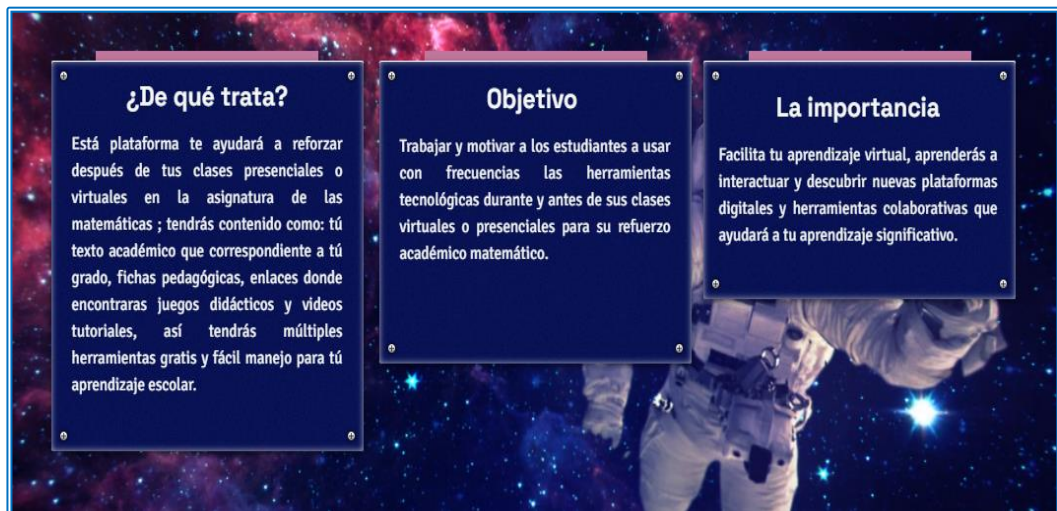 ¿De qué trata?
Está plataforma te ayudará a reforzar
después de tus clases presenciales o
virtuales en la asignatura de las
matemáticas ; tendrás contenido como: tú
texto académico que correspondiente a tú
grado, fichas pedagógicas, enlaces donde
encontraras juegos didácticos y videos
tutoriales, así tendrás múltiples
herramientas gratis y fácil manejo para tú
aprendizaje escolar.
Objetivo
Trabajar y motivar a los estudiantes a usar
con frecuencias las herramientas
tecnológicas durante y antes de sus clases
virtuales o presenciales para su refuerzo
académico matemático.
La importancia
Facilita tu aprendizaje virtual, aprenderás a
interactuar y descubrir nuevas plataformas
digitales y herramientas colaborativas que
ayudará a tu aprendizaje significativo.